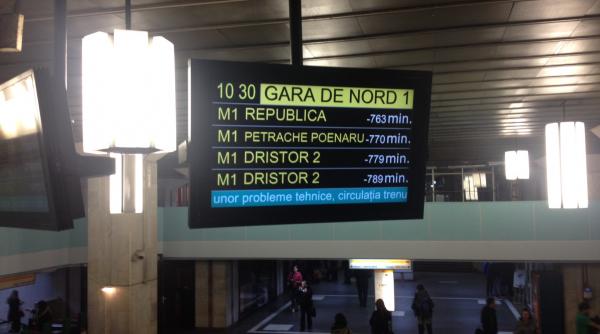 10 30 GARA DE NORD 1
M1 REPUBLICA -763 min.
M1 PETRACHE POENARU -770 min.
M1 DRISTOR 2 -779 min.
M1 DRISTOR 2 -789 min.
unor probleme tehnice, circulația trenu